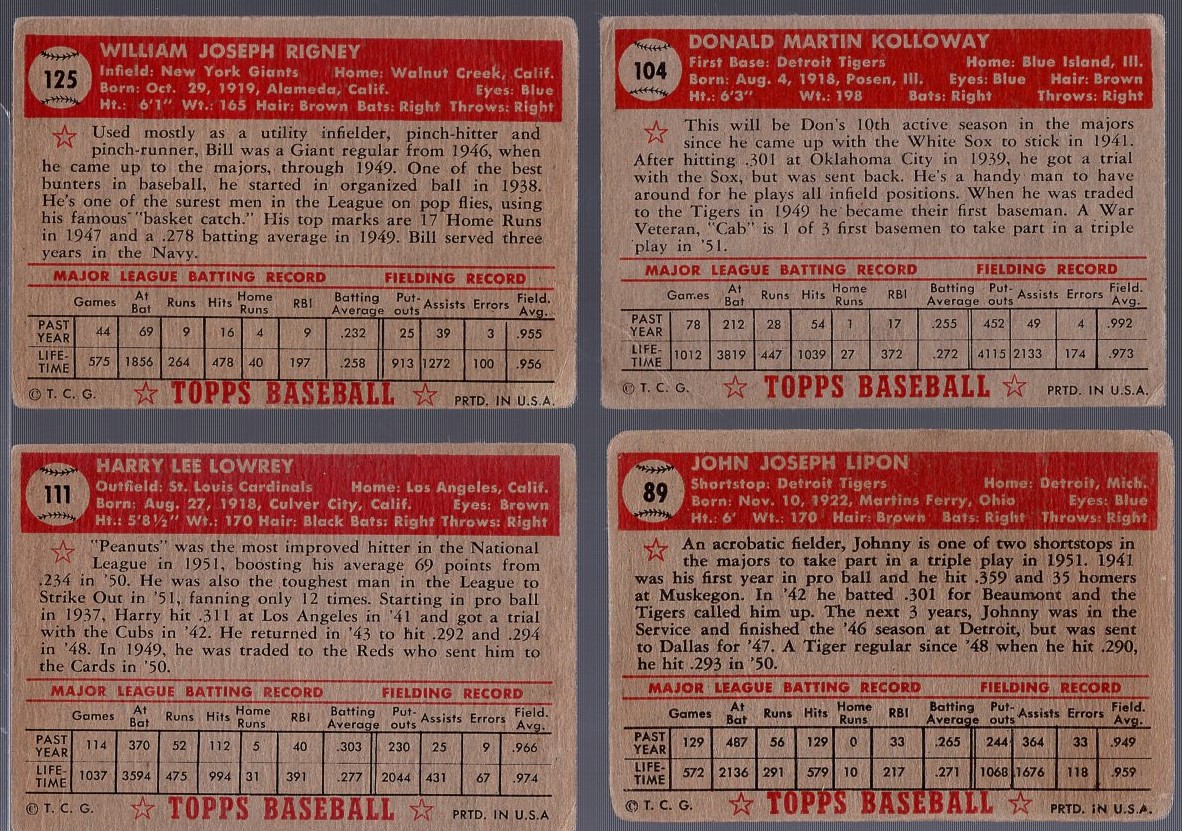 125
WILLIAM JOSEPH RIGNEY
Infield: New York Giants Home: Walnut Creek, Calif.
Born: Oct. 29, 1919, Alameda, Calif. Eyes: Blue
Ht.: 6'1" Wt.: 165 Hair: Brown Bats: Right Throws: Right
Used mostly as a utility infielder, pinch-hitter and
pinch-runner, Bill was a Giant regular from 1946, when
he came up to the majors, through 1949. One of the best
bunters in baseball, he started in organized ball in 1938.
He's one of the surest men in the League on pop flies, using
his famous "basket catch." His top marks are 17 Home Runs
in 1947 and a .278 batting average in 1949. Bill served three
years in the Navy.
MAJOR LEAGUE BATTING RECORD FIELDING RECORD
Games At Bat Runs Hits Home Runs RBI Batting Average Put-outs Assists Errors Field. Avg.
PAST YEAR 44 69 9 16 4 9 .232 25 39 3 .955
LIFE-TIME 575 1856 264 478 40 197 .258 913 1272 100 .956
© T. C. G. TOPPS BASEBALL PRTD. IN U.S.A.
104
DONALD MARTIN KOLLOWAY
First Base: Detroit Tigers Home: Blue Island, Ill.
Born: Aug. 4, 1918, Posen, Ill. Eyes: Blue Hair: Brown
Ht.: 6'3" Wt.: 198 Bats: Right Throws: Right
This will be Don's 10th active season in the majors
since he came up with the White Sox to stick in 1941.
After hitting .301 at Oklahoma City in 1939, he got a trial
with the Sox, but was sent back. He's a handy man to have
around for he plays all infield positions. When he was traded
to the Tigers in 1949 he became their first baseman. A War
Veteran, "Cab" is 1 of 3 first basemen to take part in a triple
play in '51.
MAJOR LEAGUE BATTING RECORD FIELDING RECORD
Games At Bat Runs Hits Home Runs RBI Batting Average Put-outs Assists Errors Field. Avg.
PAST YEAR 78 212 28 54 1 17 .255 452 49 4 .992
LIFE-TIME 1012 3819 447 1039 27 372 .272 4115 2133 174 .973
© T. C. G. TOPPS BASEBALL PRTD. IN U.S.A.
111
HARRY LEE LOWREY
Outfield: St. Louis Cardinals Home: Los Angeles, Calif.
Born: Aug. 27, 1918, Culver City, Calif. Eyes: Brown
Ht.: 5'8½" Wt.: 170 Hair: Black Bats: Right Throws: Right
"Peanuts" was the most improved hitter in the National
League in 1951, boosting his average 69 points from
.234 in '50. He was also the toughest man in the League to
Strike Out in '51, fanning only 12 times. Starting in pro ball
in 1937, Harry hit .311 at Los Angeles in '41 and got a trial
with the Cubs in '42. He returned in '43 to hit .292 and .294
in '48. In 1949, he was traded to the Reds who sent him to
the Cards in '50.
MAJOR LEAGUE BATTING RECORD FIELDING RECORD
Games At Bat Runs Hits Home Runs RBI Batting Average Put-outs Assists Errors Field. Avg.
PAST YEAR 114 370 52 112 5 40 .303 230 25 9 .966
LIFE-TIME 1037 3594 475 994 31 391 .277 2044 431 67 .974
© T. C. G. TOPPS BASEBALL PRTD. IN U.S.A
89
JOHN JOSEPH LIPON
Shortstop: Detroit Tigers Home: Detroit, Mich.
Born: Nov. 10, 1922, Martins Ferry, Ohio Eyes: Blue
Ht.: 6' Wt.: 170 Hair: Brown Bats: Right Throws: Right
An acrobatic fielder, Johnny is one of two shortstops in
the majors to take part in a triple play in 1951. 1941
was his first year in pro ball and he hit .359 and 35 homers
at Muskegon. In '42 he batted .301 for Beaumont and the
Tigers called him up. The next 3 years, Johnny was in the
Service and finished the '46 season at Detroit, but was sent
to Dallas for '47. A Tiger regular since '48 when he hit .290,
he hit .293 in '50.
MAJOR LEAGUE BATTING RECORD FIELDING RECORD
Games At Bat Runs Hits Home Runs RBI Batting Average Put-outs Assists Errors Field. Avg.
PAST YEAR 129 487 56 129 0 33 .265 244 364 33 .949
LIFE-TIME 572 2136 291 579 10 217 .271 1068 1676 118 .959
© T. C. G. TOPPS BASEBALL PRTD. IN U.S.A.